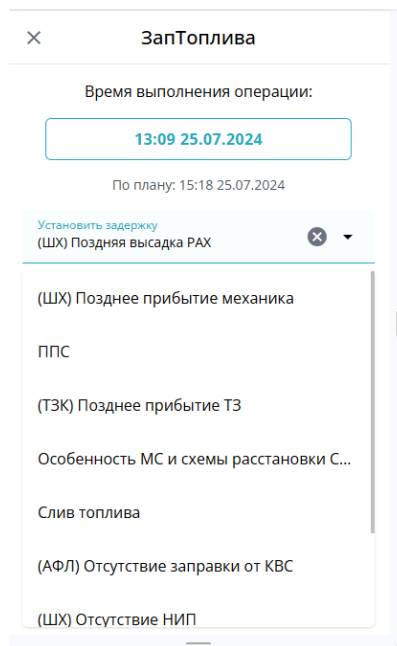 ЗапТоплива
Время выполнения операции:
13:09 25.07.2024
По плану: 15:18 25.07.2024
Установить задержку
(ШХ) Поздняя высадка PAX
(ШХ) Позднее прибытие механика
ППС
(ТЗК) Позднее прибытие ТЗ
Особенность МС и схемы расстановки С...
Слив топлива
(АФЛ) Отсутствие заправки от КВС
(ШХ) Отсутствие НИП